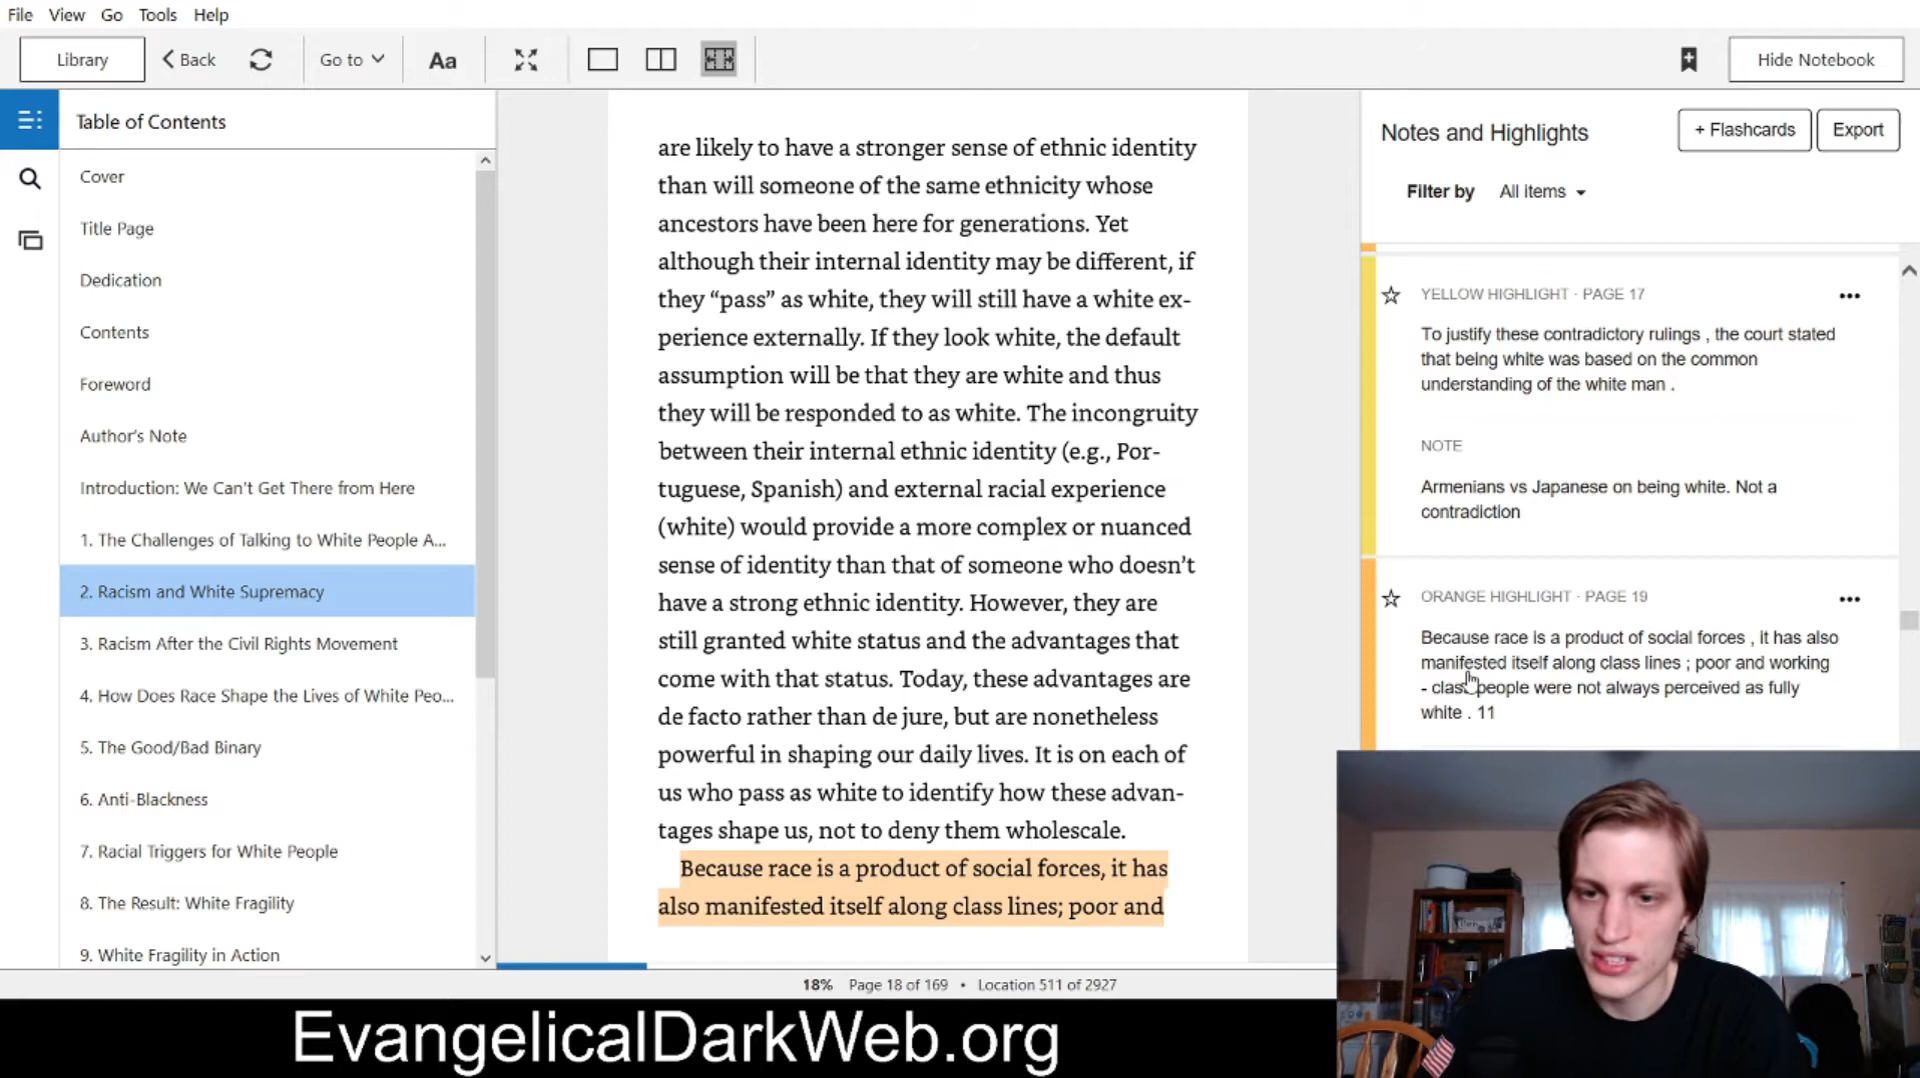 File View Go Tools Help
Library Back Go to Aa Hide Notebook
Table of Contents
Cover
Title Page
Dedication
Contents
Foreword
Author's Note
Introduction: We Can't Get There from Here
1. The Challenges of Talking to White People A...
2. Racism and White Supremacy
3. Racism After the Civil Rights Movement
4. How Does Race Shape the Lives of White Peo...
5. The Good/Bad Binary
6. Anti-Blackness
7. Racial Triggers for White People
8. The Result: White Fragility
9. White Fragility in Action
are likely to have a stronger sense of ethnic identity
than will someone of the same ethnicity whose
ancestors have been here for generations. Yet
although their internal identity may be different, if
they “pass” as white, they will still have a white ex-
perience externally. If they look white, the default
assumption will be that they are white and thus
they will be responded to as white. The incongruity
between their internal ethnic identity (e.g., Por-
tuguese, Spanish) and external racial experience
(white) would provide a more complex or nuanced
sense of identity than that of someone who doesn’t
have a strong ethnic identity. However, they are
still granted white status and the advantages that
come with that status. Today, these advantages are
de facto rather than de jure, but are nonetheless
powerful in shaping our daily lives. It is on each of
us who pass as white to identify how these advan-
tages shape us, not to deny them wholescale.
Because race is a product of social forces, it has
also manifested itself along class lines; poor and
18% Page 18 of 169 • Location 511 of 2927
Notes and Highlights + Flashcards Export
Filter by All items
YELLOW HIGHLIGHT · PAGE 17
To justify these contradictory rulings , the court stated
that being white was based on the common
understanding of the white man .
NOTE
Armenians vs Japanese on being white. Not a
contradiction
ORANGE HIGHLIGHT · PAGE 19
Because race is a product of social forces , it has also
manifested itself along class lines ; poor and working
- class people were not always perceived as fully
white . 11
EvangelicalDarkWeb.org